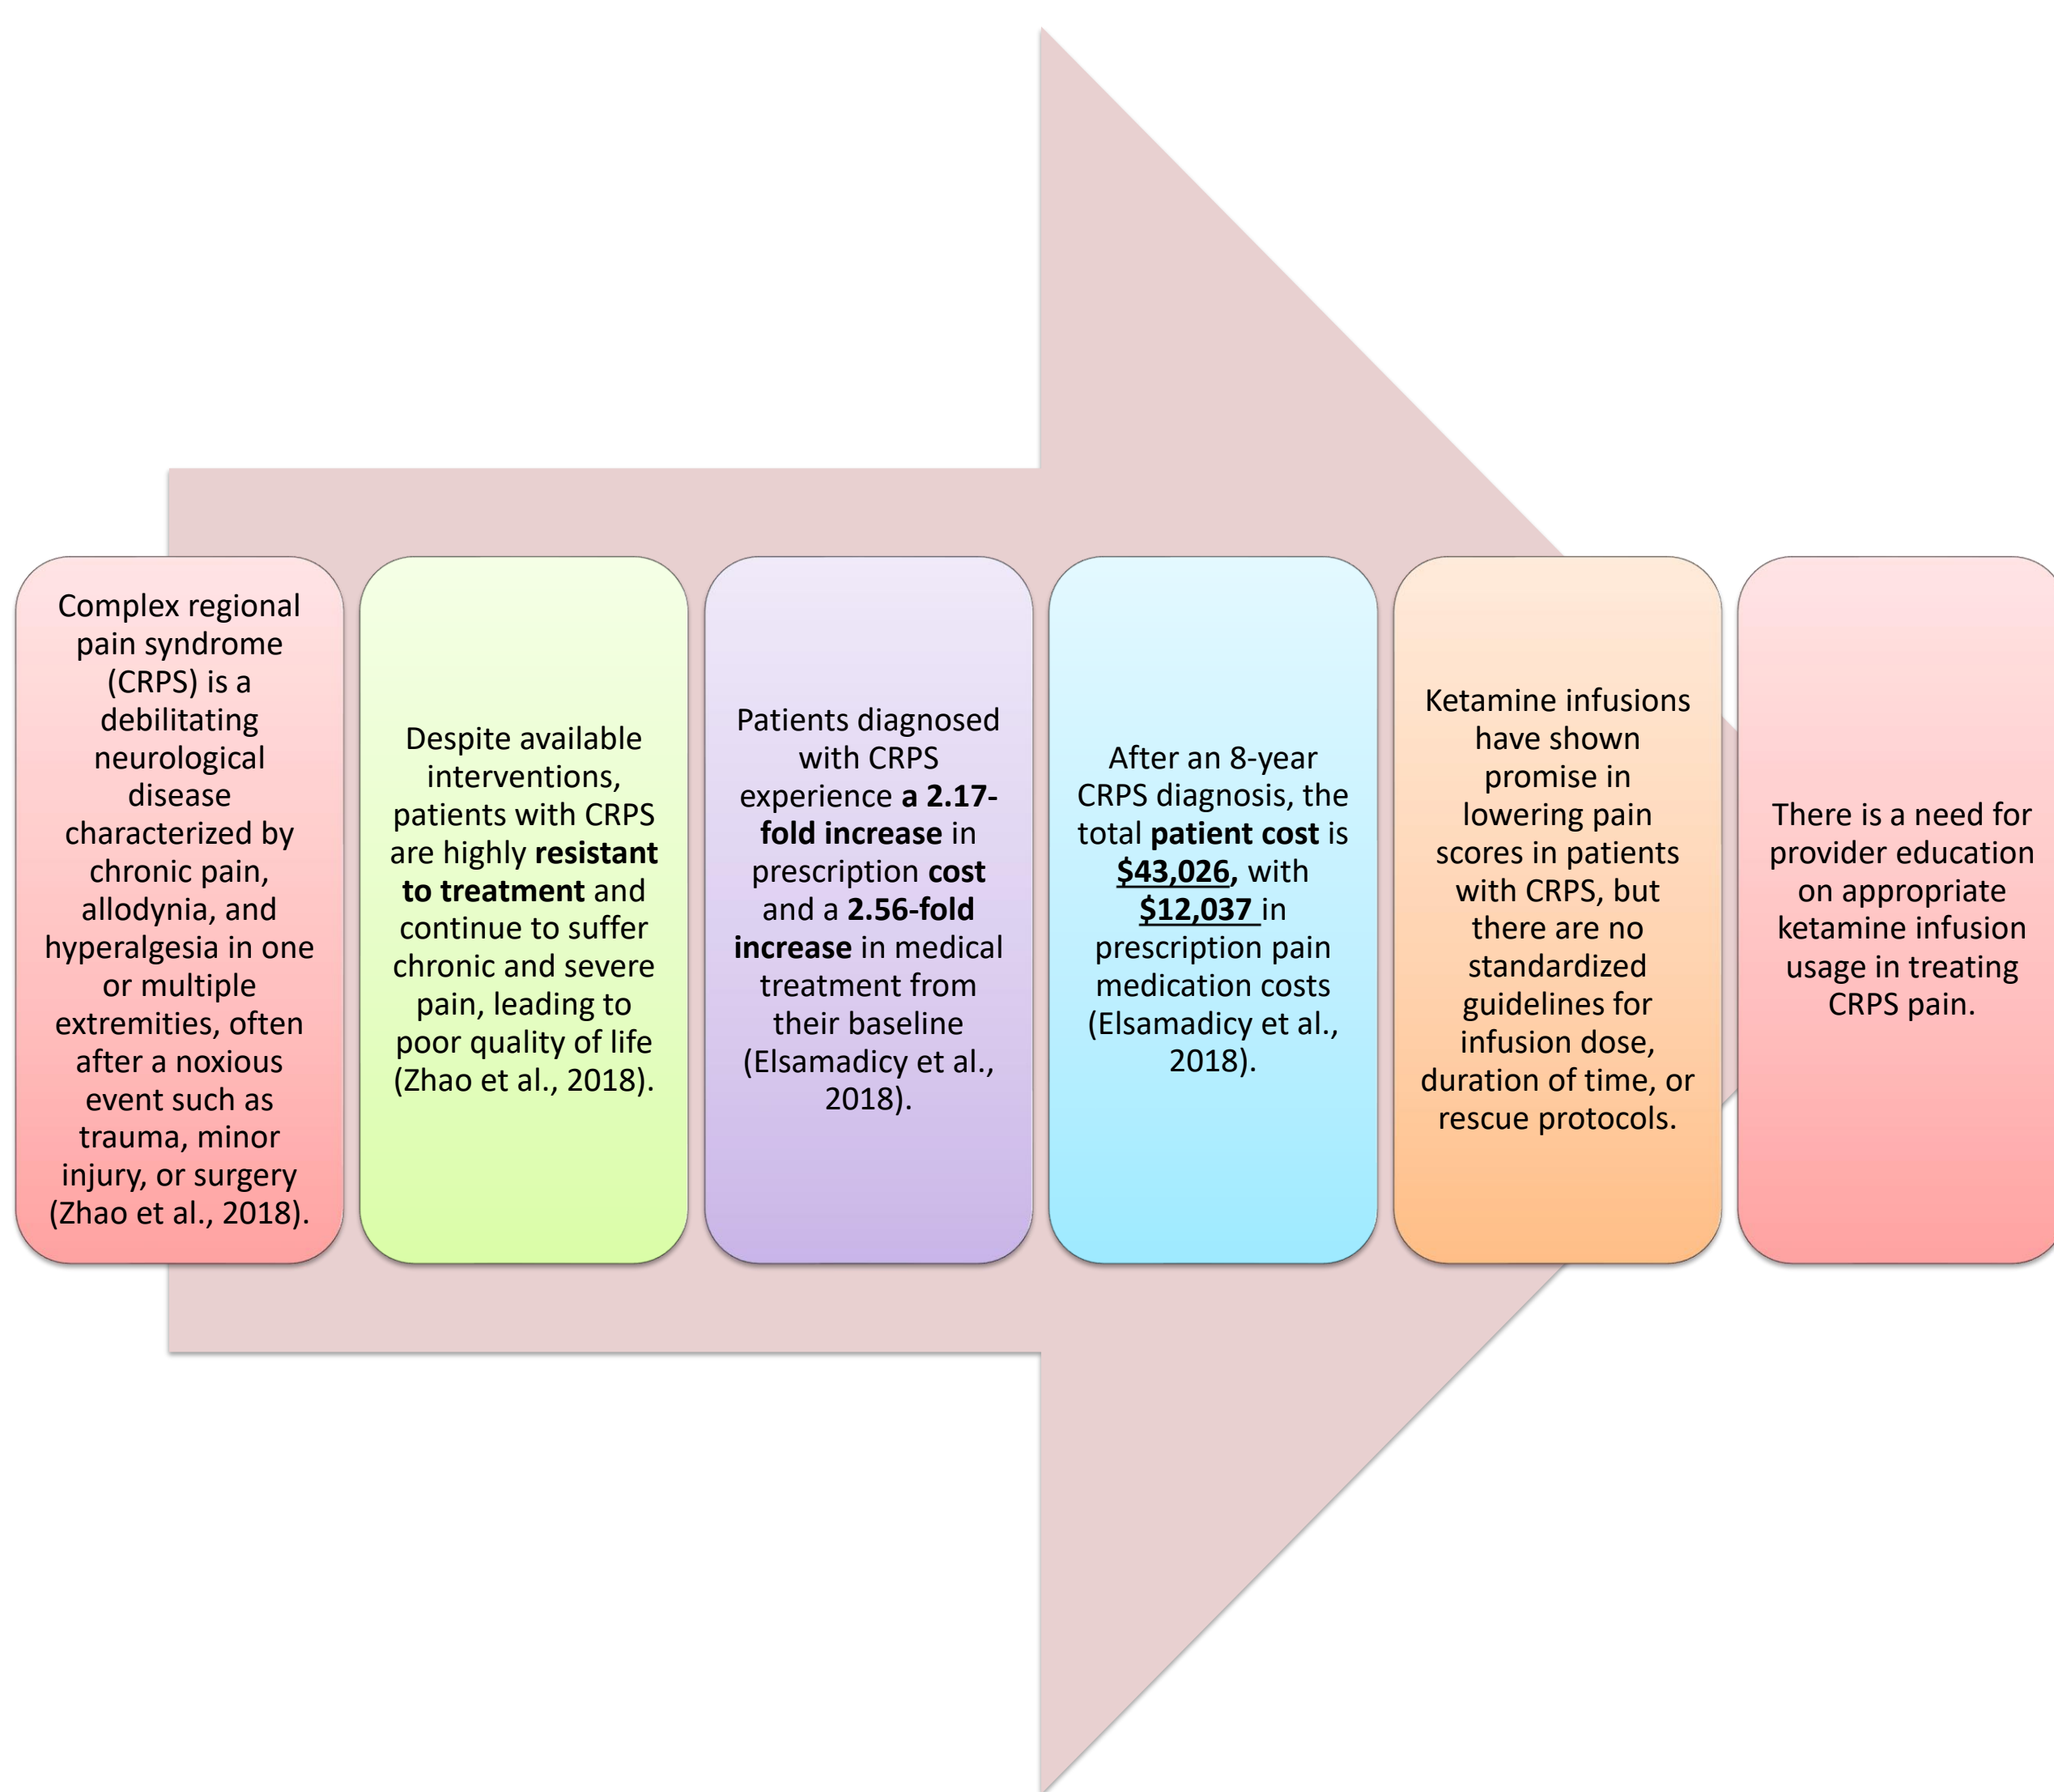 Complex regional
pain syndrome
(CRPS) is a
debilitating
neurological
disease
characterized by
chronic pain,
allodynia, and
hyperalgesia in one
or multiple
extremities, often
after a noxious
event such as
trauma, minor
injury, or surgery
(Zhao et al., 2018).
Despite available
interventions,
patients with CRPS
are highly resistant
to treatment and
continue to suffer
chronic and severe
pain, leading to
poor quality of life
(Zhao et al., 2018).
Patients diagnosed
with CRPS
experience a 2.17-
fold increase in
prescription cost
and a 2.56-fold
increase in medical
treatment from
their baseline
(Elsamadicy et al.,
2018).
After an 8-year
CRPS diagnosis, the
total patient cost is
$43,026, with
$12,037 in
prescription pain
medication costs
(Elsamadicy et al.,
2018).
Ketamine infusions
have shown
promise in
lowering pain
scores in patients
with CRPS, but
there are no
standardized
guidelines for
infusion dose,
duration of time, or
rescue protocols.
There is a need for
provider education
on appropriate
ketamine infusion
usage in treating
CRPS pain.